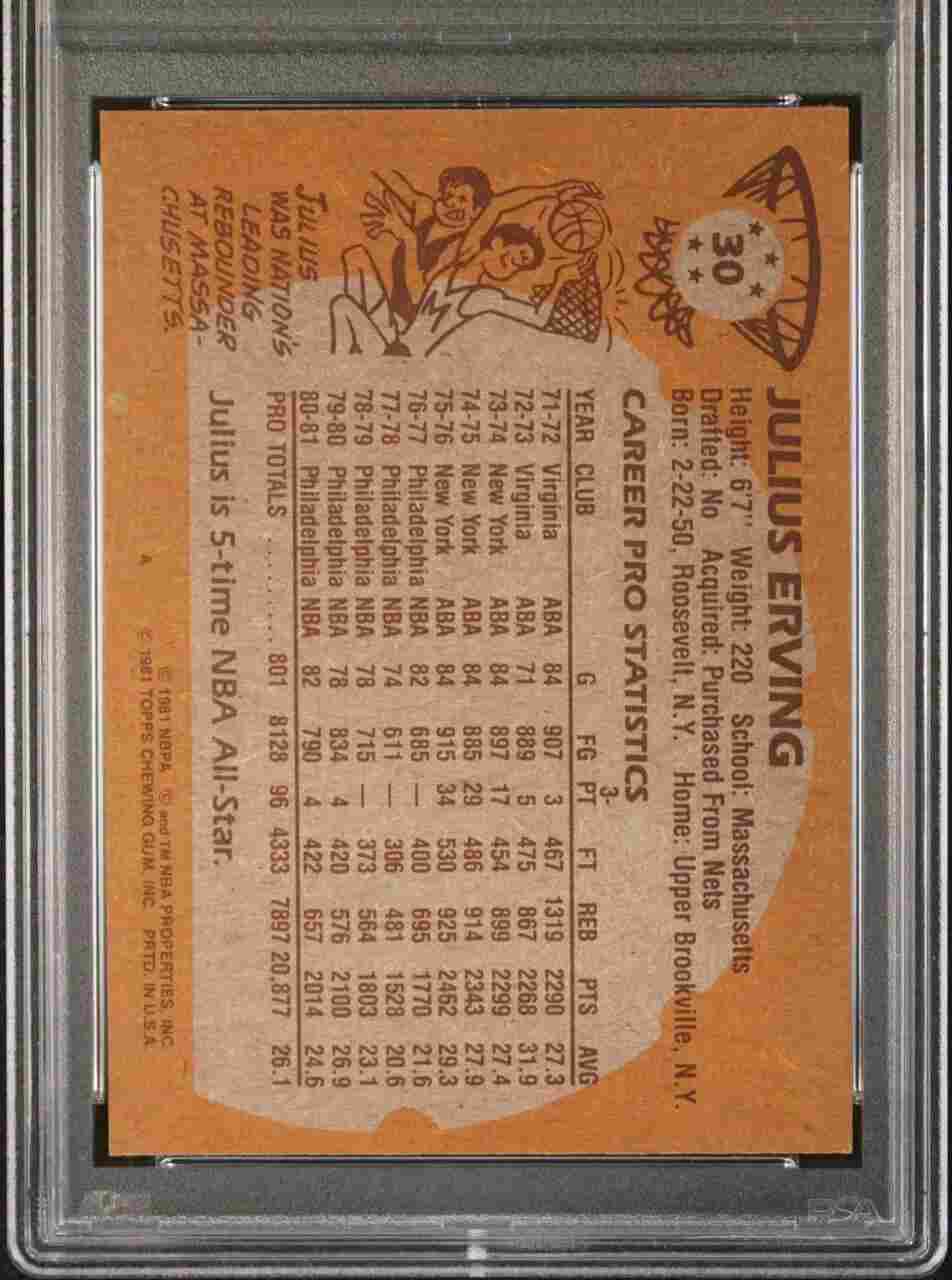 30
JULIUS ERVING
Height: 6'7" Weight: 220 School: Massachusetts
Drafted: No Acquired: Purchased From Nets
Born: 2-22-50, Roosevelt, N.Y. Home: Upper Brookville, N.Y.
CAREER PRO STATISTICS
YEAR CLUB G FG 3-PT FT REB PTS AVG
71-72 Virginia ABA 84 907 3 467 1319 2290 27.3
72-73 Virginia ABA 71 889 5 475 867 2268 31.9
73-74 New York ABA 84 897 17 454 899 2299 27.4
74-75 New York ABA 84 885 29 486 914 2343 27.9
75-76 New York ABA 84 915 34 530 925 2462 29.3
76-77 Philadelphia NBA 82 685 — 400 695 1770 21.6
77-78 Philadelphia NBA 74 611 — 306 481 1528 20.6
78-79 Philadelphia NBA 78 715 — 373 564 1803 23.1
79-80 Philadelphia NBA 78 834 4 420 576 2100 26.9
80-81 Philadelphia NBA 82 790 4 422 657 2014 24.6
PRO TOTALS ........ 801 8128 96 4333 7897 20,877 26.1
JULIUS
WAS NATION'S
LEADING
REBOUNDER
AT MASSA-
CHUSETTS.
Julius is 5-time NBA All-Star.
© 1981 NBPA © and TM NBA PROPERTIES, INC.
A © 1981 TOPPS CHEWING GUM, INC. PRTD. IN U.S.A.
PSA